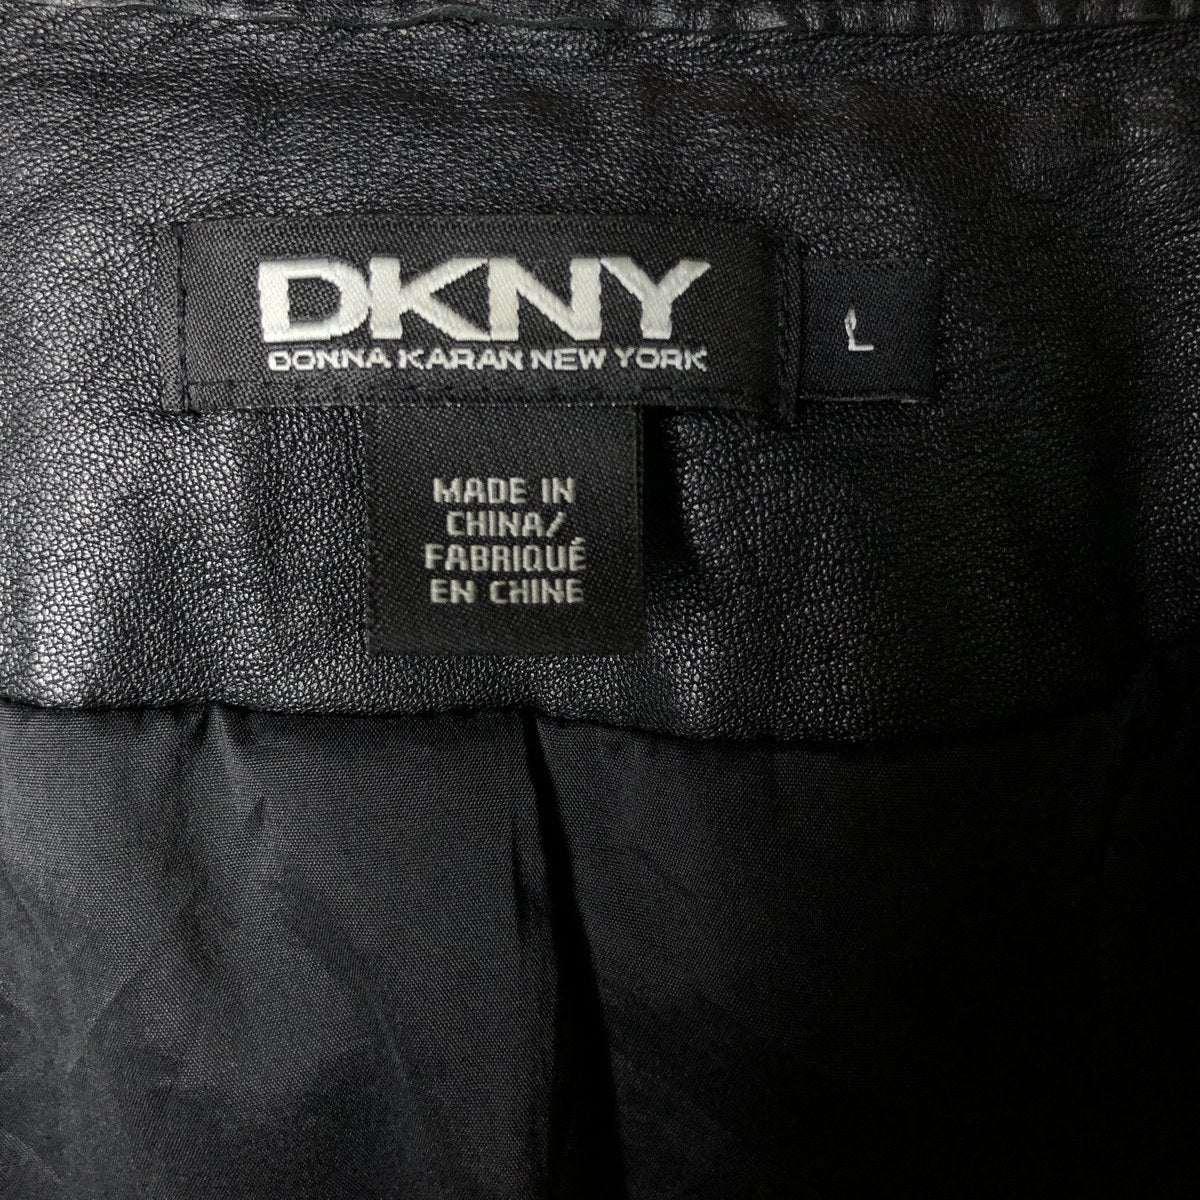 DKNY
DONNA KARAN NEW YORK
L
MADE IN
CHINA/
FABRIQUÉ
EN CHINE